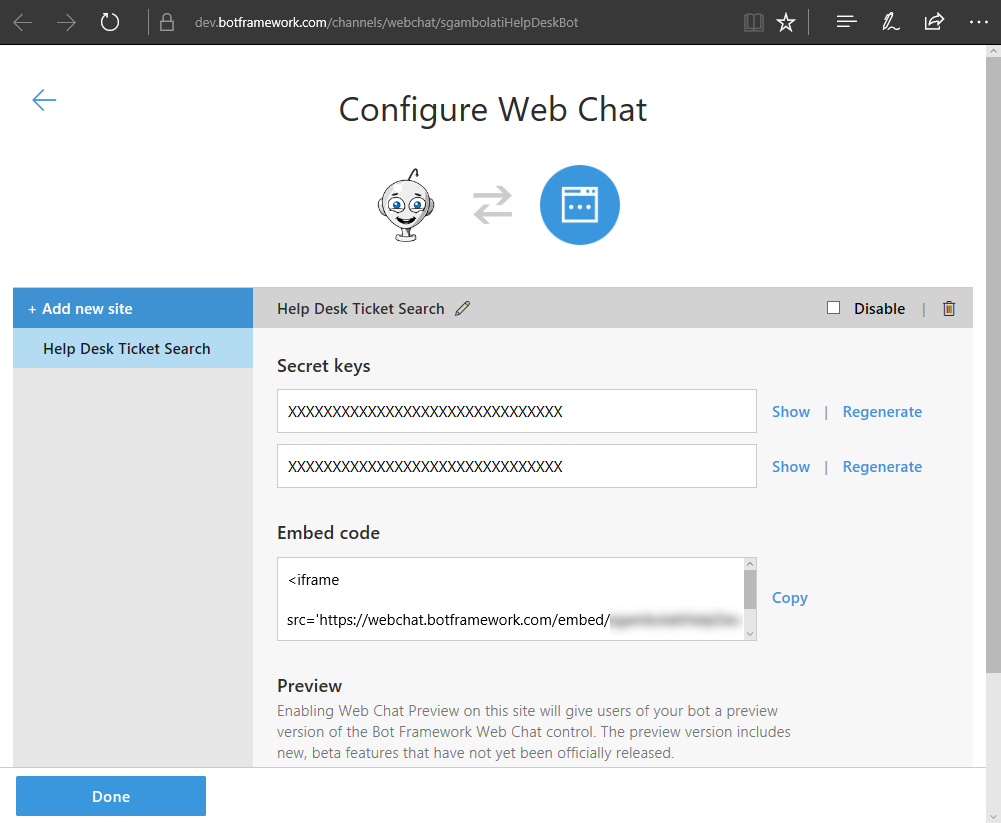 dev.botframework.com/channels/webchat/sgambolatiHelpDeskBot
Configure Web Chat
+ Add new site
Help Desk Ticket Search
Help Desk Ticket Search
Disable |
Secret keys
XXXXXXXXXXXXXXXXXXXXXXXXXXXXXXX
Show | Regenerate
XXXXXXXXXXXXXXXXXXXXXXXXXXXXXXX
Show | Regenerate
Embed code
<iframe
src='https://webchat.botframework.com/embed/
Copy
Preview
Enabling Web Chat Preview on this site will give users of your bot a preview
version of the Bot Framework Web Chat control. The preview version includes
new, beta features that have not yet been officially released.
Done